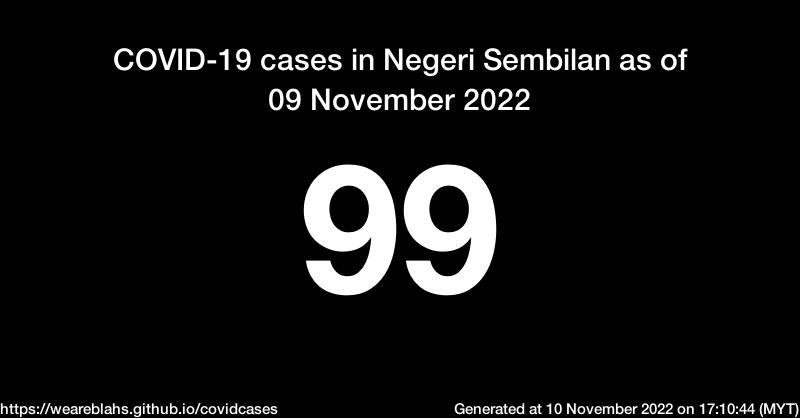 COVID-19 cases in Negeri Sembilan as of
09 November 2022
99
https://weareblahs.github.io/covidcases
Generated at 10 November 2022 on 17:10:44 (MYT)